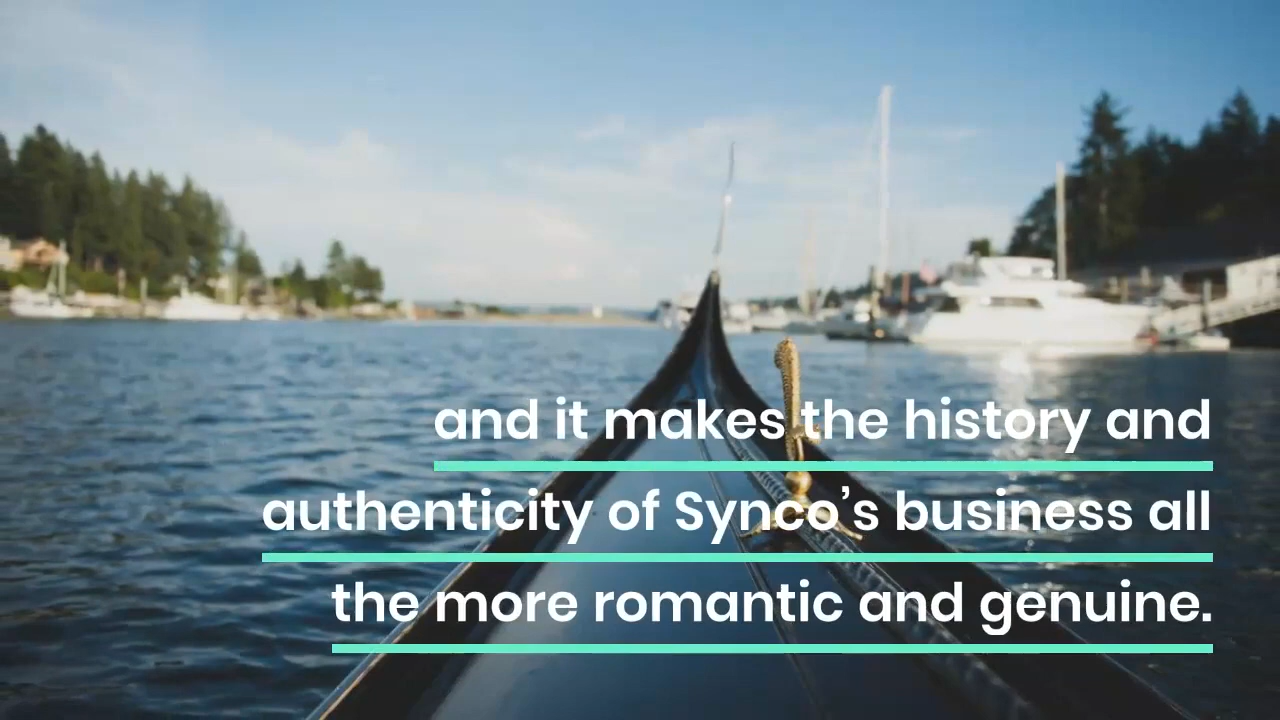 and it makes the history and
authenticity of Synco’s business all
the more romantic and genuine.